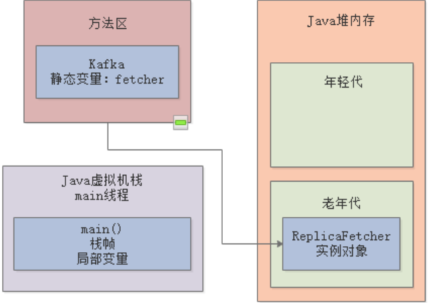 方法区
Kafka
静态变量：fetcher
Java虚拟机栈
main线程
main()
栈帧
局部变量
Java堆内存
年轻代
老年代
ReplicaFetcher
实例对象